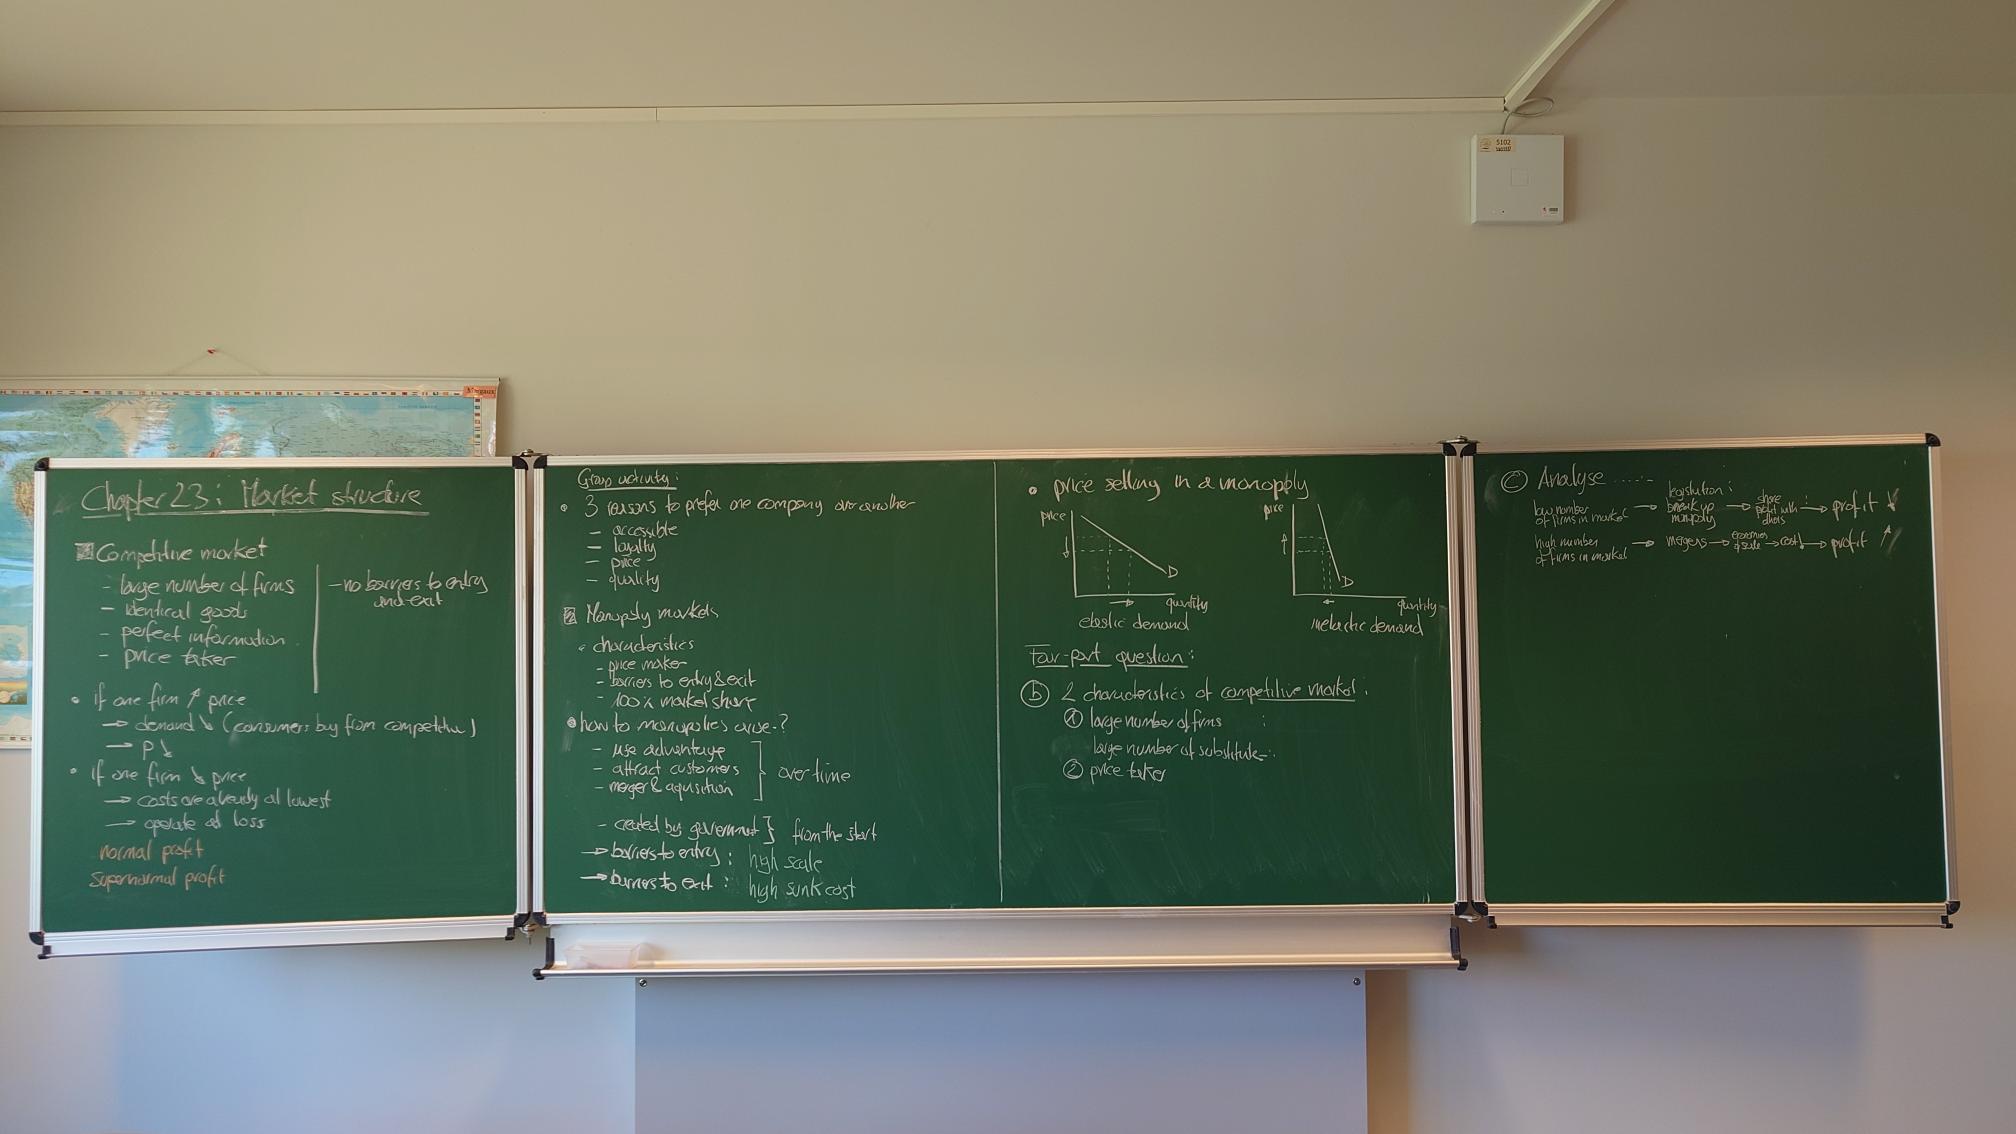 Chapter 23: Market structure
Competitive market
- large number of firms
- identical goods
- perfect information
- price taker
- no barriers to entry
and exit
• if one firm ↑ price
→ demand ↘ (consumers buy from competitor)
→ P ↓
• if one firm ↘ price
→ costs are already at lowest
→ operate at loss
normal profit
supernormal profit
Group activity:
• 3 reasons to prefer one company over another
- accessible
- loyalty
- price
- quality
Monopoly markets
• characteristics
- price maker
- barriers to entry & exit
- 100% market share
• how to monopolies arise?
- use advantage
- attract customers
- merger & aquisition
} over time
- created by government } from the start
→ barriers to entry: high scale
→ barriers to exit: high sunk cost
• price selling in a monopoly
price
D
quantity
elastic demand
price
D
quantity
inelastic demand
Four-part question:
(b) 2 characteristics of competitive market:
① large number of firms :
large number of substitute
② price taker
(c) Analyse ......
low number
of firms in market → legislution:
break up
monopoly → share
profit with
others → profit ↓
high number
of firms in market → mergers → economies
of scale → cost↓ → profit ↑
5102